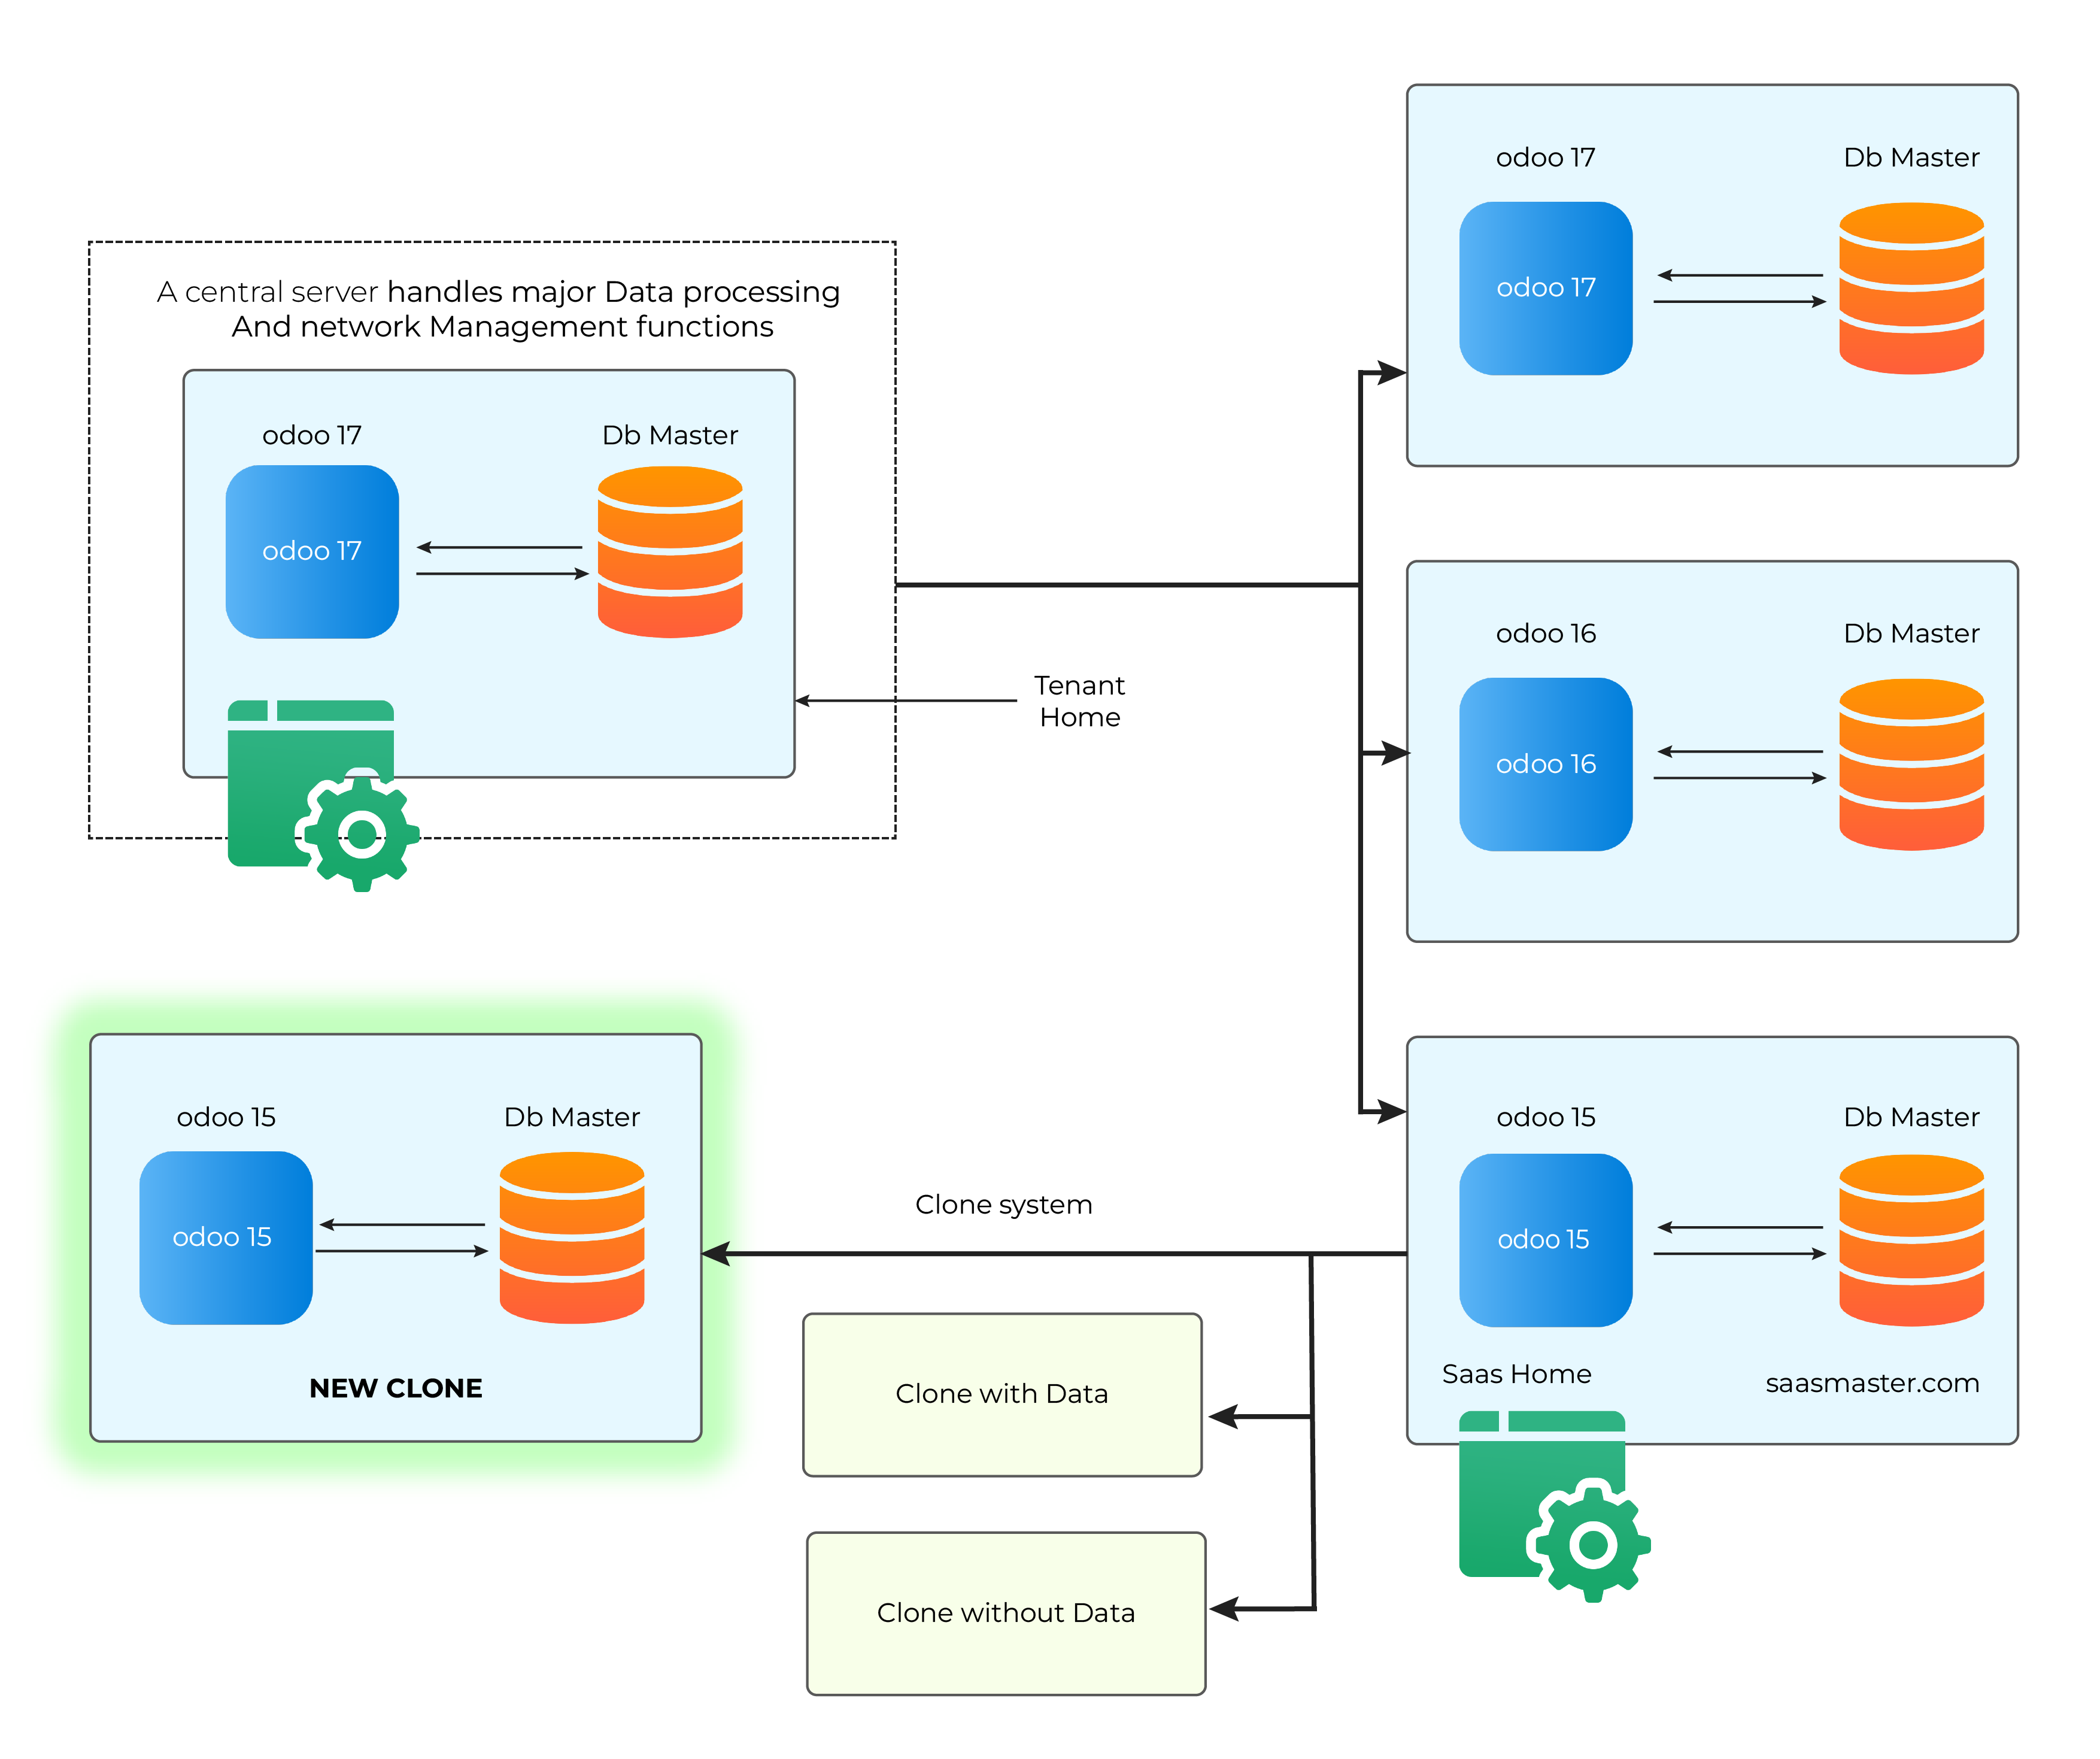 A central server handles major Data processing
And network Management functions
odoo 17
Db Master
odoo 17
Tenant
Home
odoo 17
Db Master
odoo 17
odoo 16
Db Master
odoo 16
odoo 15
Db Master
odoo 15
Saas Home
saasmaster.com
Clone system
Clone with Data
Clone without Data
odoo 15
Db Master
odoo 15
NEW CLONE